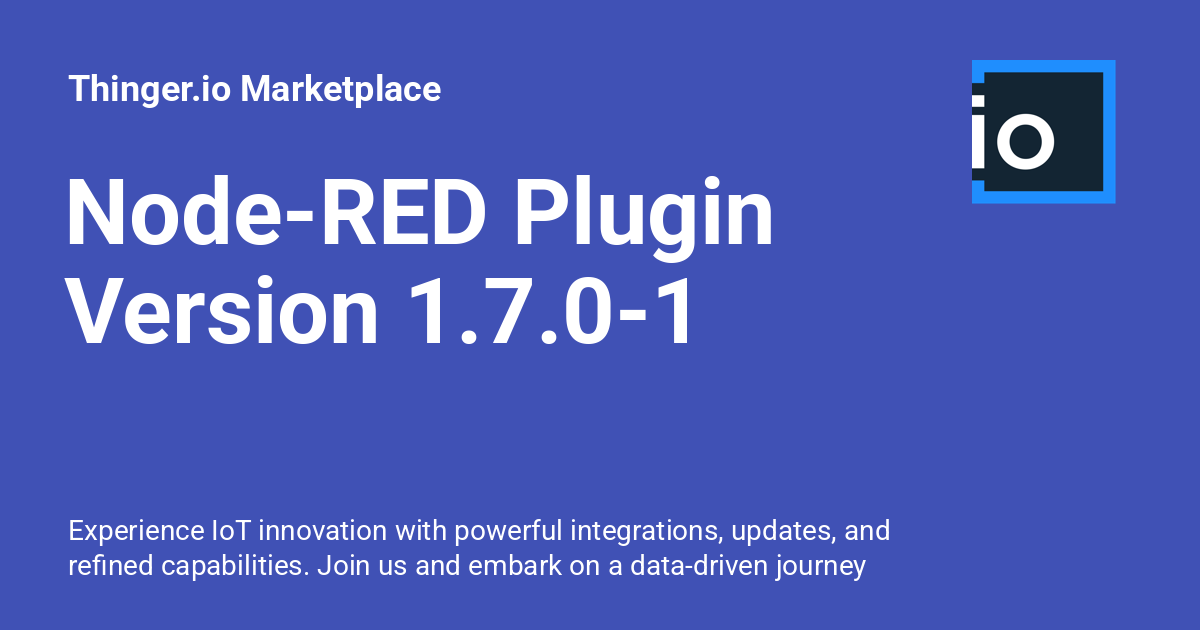 Thinger.io Marketplace
io
Node-RED Plugin
Version 1.7.0-1
Experience IoT innovation with powerful integrations, updates, and
refined capabilities. Join us and embark on a data-driven journey